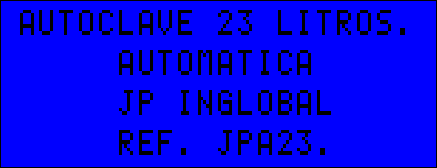 AUTOCLAVE 23 LITROS.
AUTOMATICA
JP INGLOBAL
REF. JPA23.